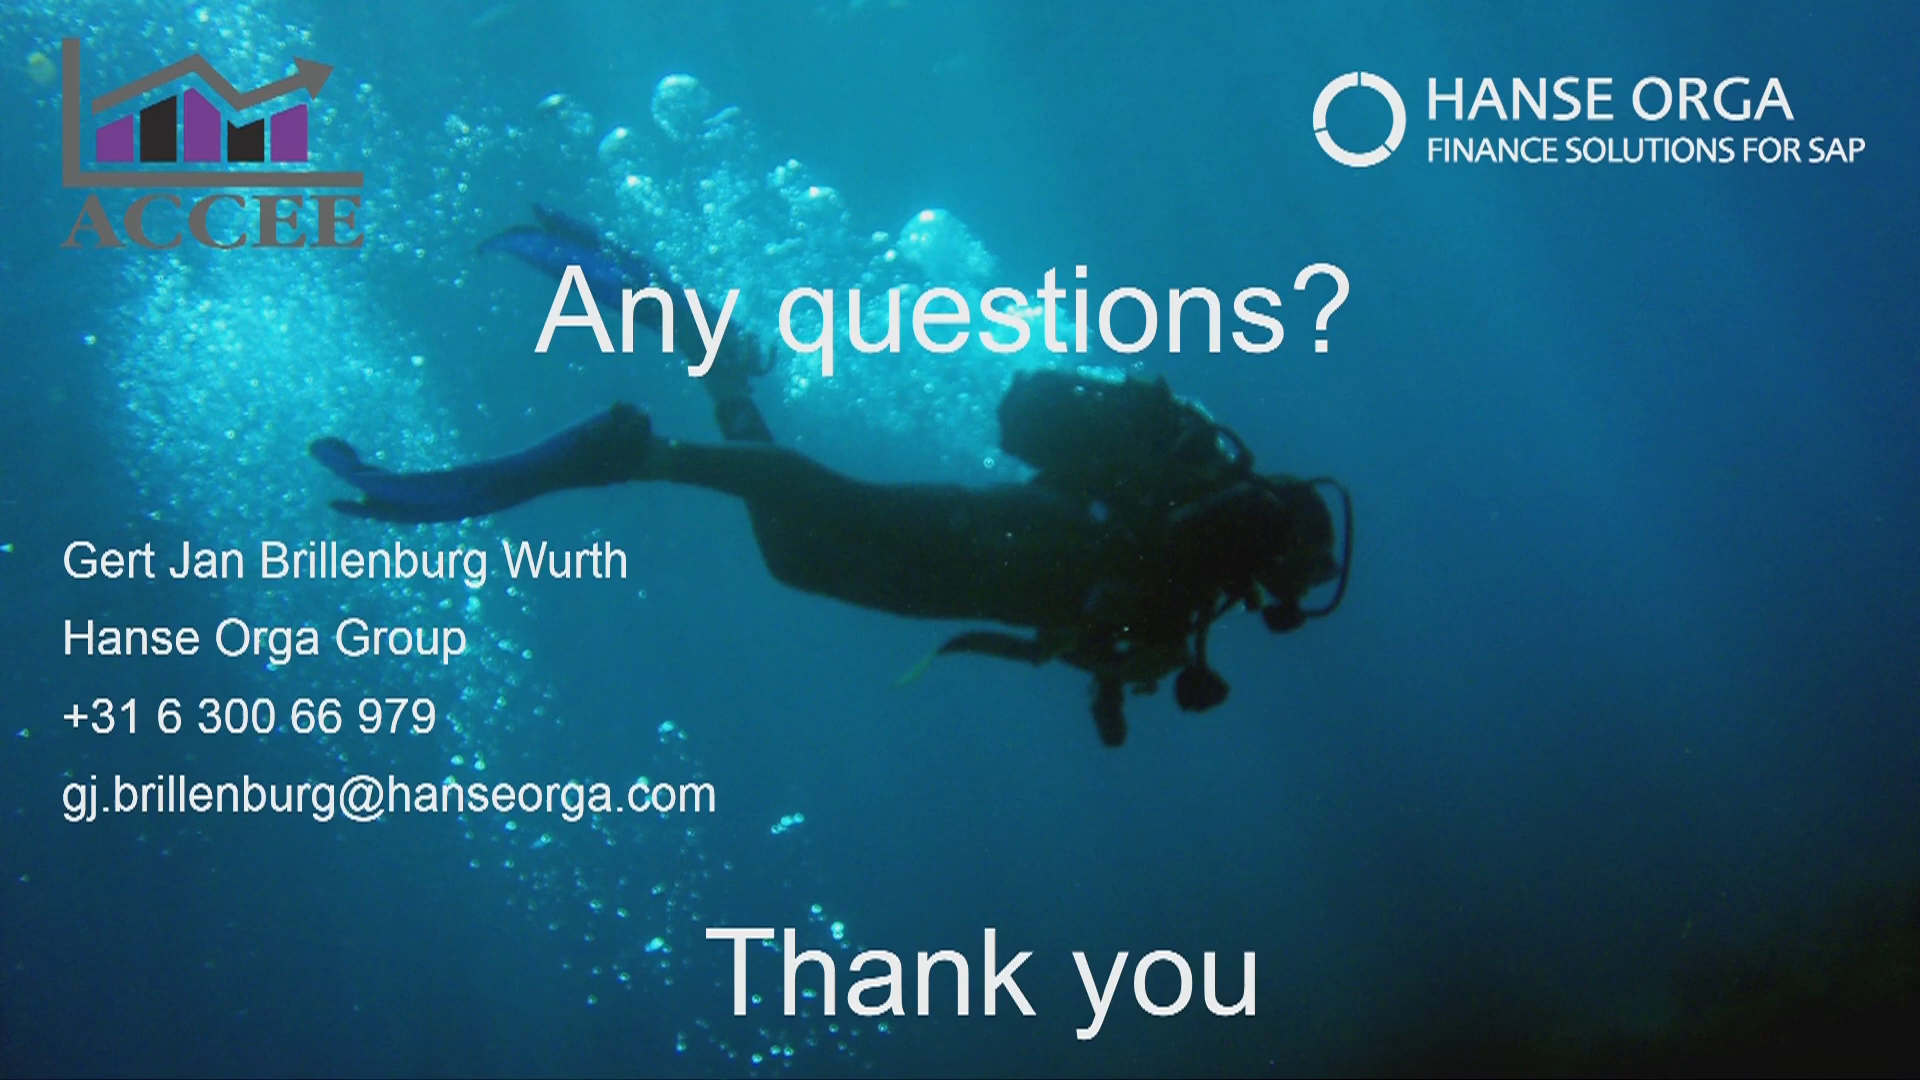 ACCEE
HANSE ORGA
FINANCE SOLUTIONS FOR SAP
Any questions?
Gert Jan Brillenburg Wurth
Hanse Orga Group
+31 6 300 66 979
gj.brillenburg@hanseorga.com
Thank you